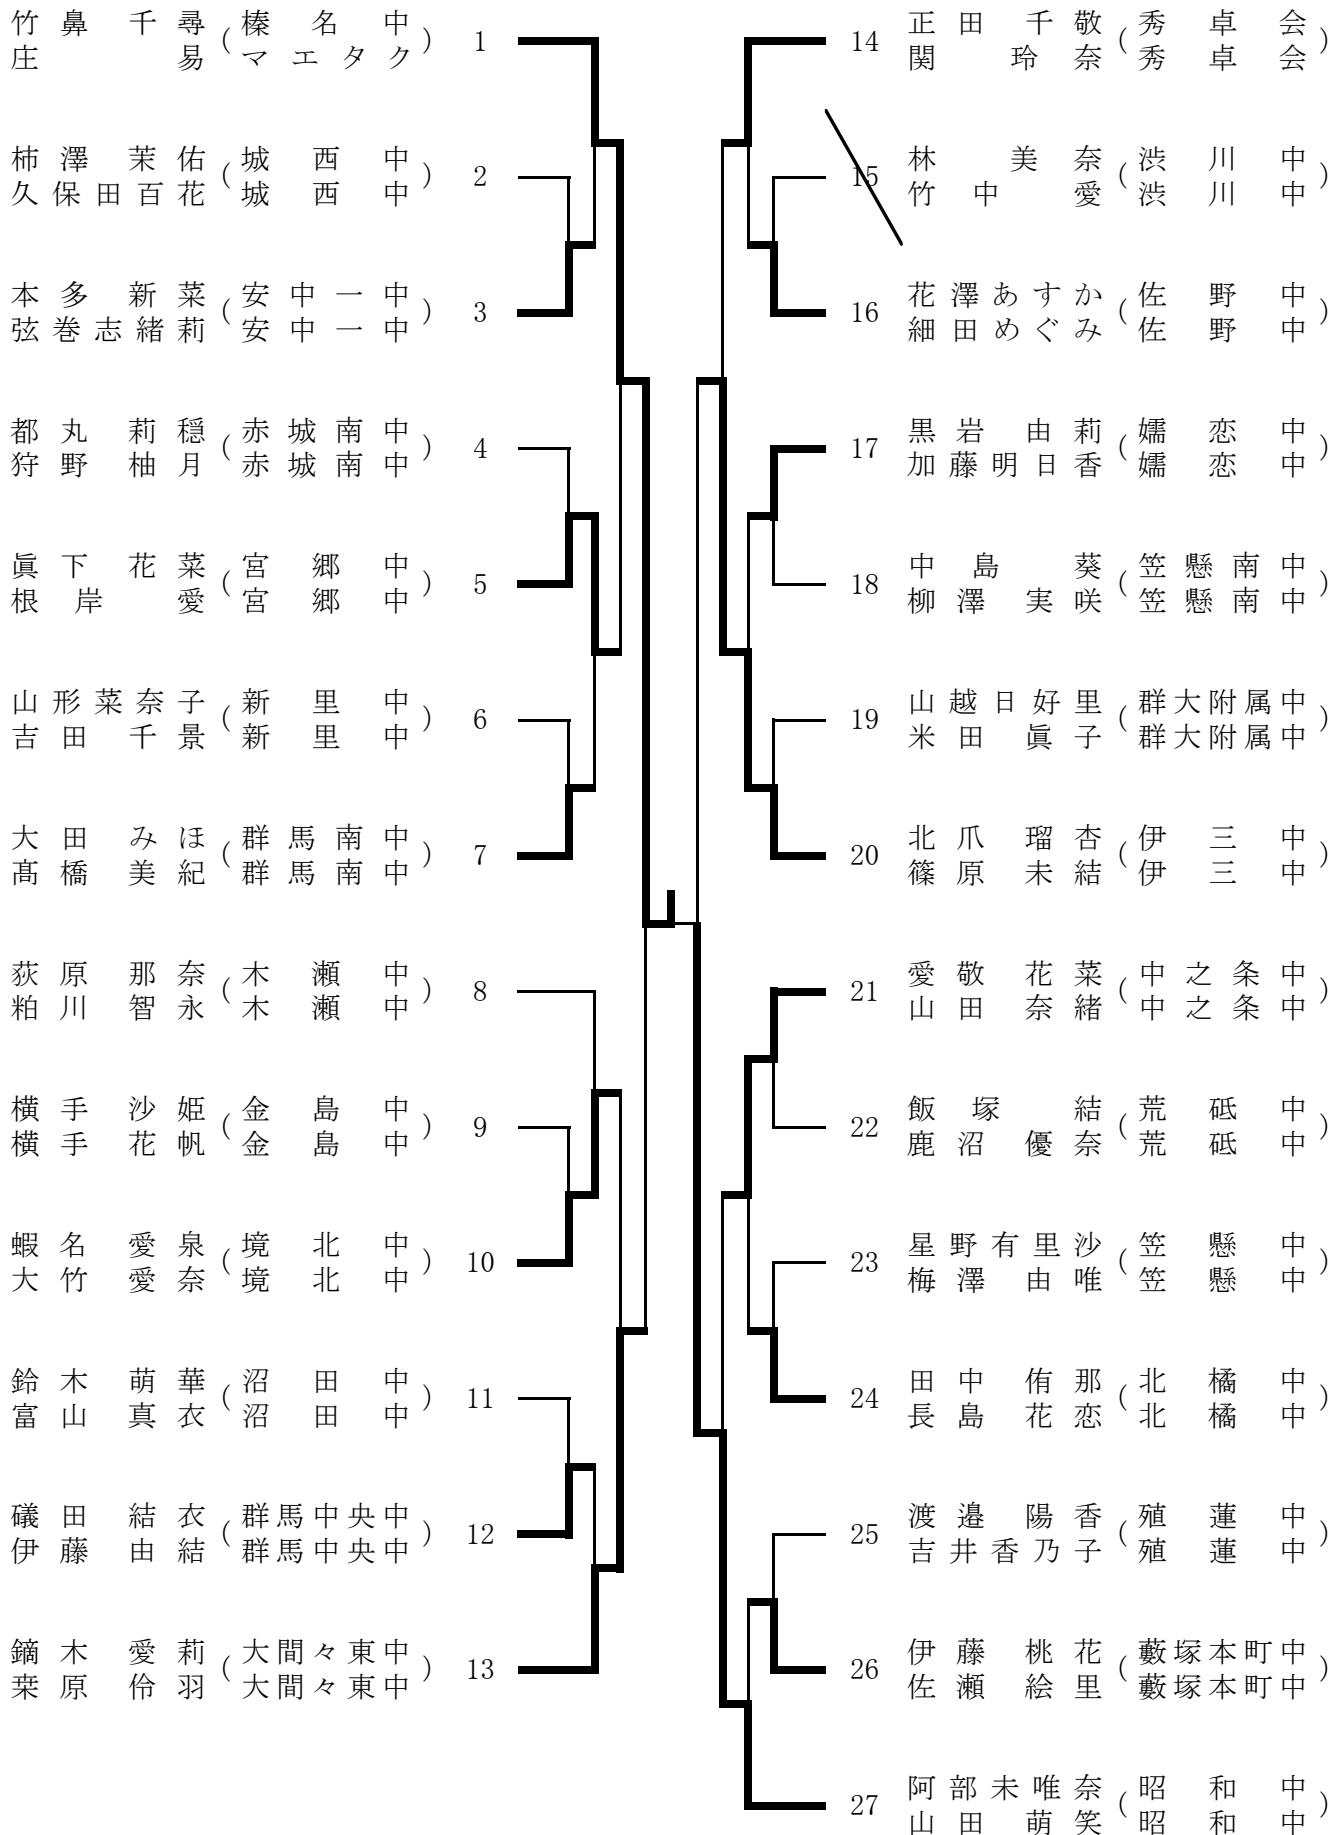 竹鼻千尋(榛名中) 1
庄易(マエタク)
柿澤茉佑(城西中) 2
久保田百花(城西中)
本多新菜(安中一中) 3
弦巻志緒莉(安中一中)
都丸莉穏(赤城南中) 4
狩野柚月(赤城南中)
眞下花菜(宮郷中) 5
根岸愛(宮郷中)
山形菜奈子(新里中) 6
吉田千景(新里中)
大田みほ(群馬南中) 7
髙橋美紀(群馬南中)
荻原那奈(木瀬中) 8
粕川智永(木瀬中)
横手沙姫(金島中) 9
横手花帆(金島中)
蝦名愛泉(境北中) 10
大竹愛奈(境北中)
鈴木萌華(沼田中) 11
富山真衣(沼田中)
礒田結衣(群馬中央中) 12
伊藤由結(群馬中央中)
鏑木愛莉(大間々東中) 13
桒原伶羽(大間々東中)
14 正田千敬(秀卓会)
関玲奈(秀卓会)
15 林美奈(渋川中)
竹中愛(渋川中)
16 花澤あすか(佐野中)
細田めぐみ(佐野中)
17 黒岩由莉(嬬恋中)
加藤明日香(嬬恋中)
18 中島葵(笠懸南中)
柳澤実咲(笠懸南中)
19 山越日好里(群大附属中)
米田眞子(群大附属中)
20 北爪瑠杏(伊三中)
篠原未結(伊三中)
21 愛敬花菜(中之条中)
山田奈緒(中之条中)
22 飯塚結(荒砥中)
鹿沼優奈(荒砥中)
23 星野有里沙(笠懸中)
梅澤由唯(笠懸中)
24 田中侑那(北橘中)
長島花恋(北橘中)
25 渡邉陽香(殖蓮中)
吉井香乃子(殖蓮中)
26 伊藤桃花(藪塚本町中)
佐瀬絵里(藪塚本町中)
27 阿部未唯奈(昭和中)
山田萌笑(昭和中)